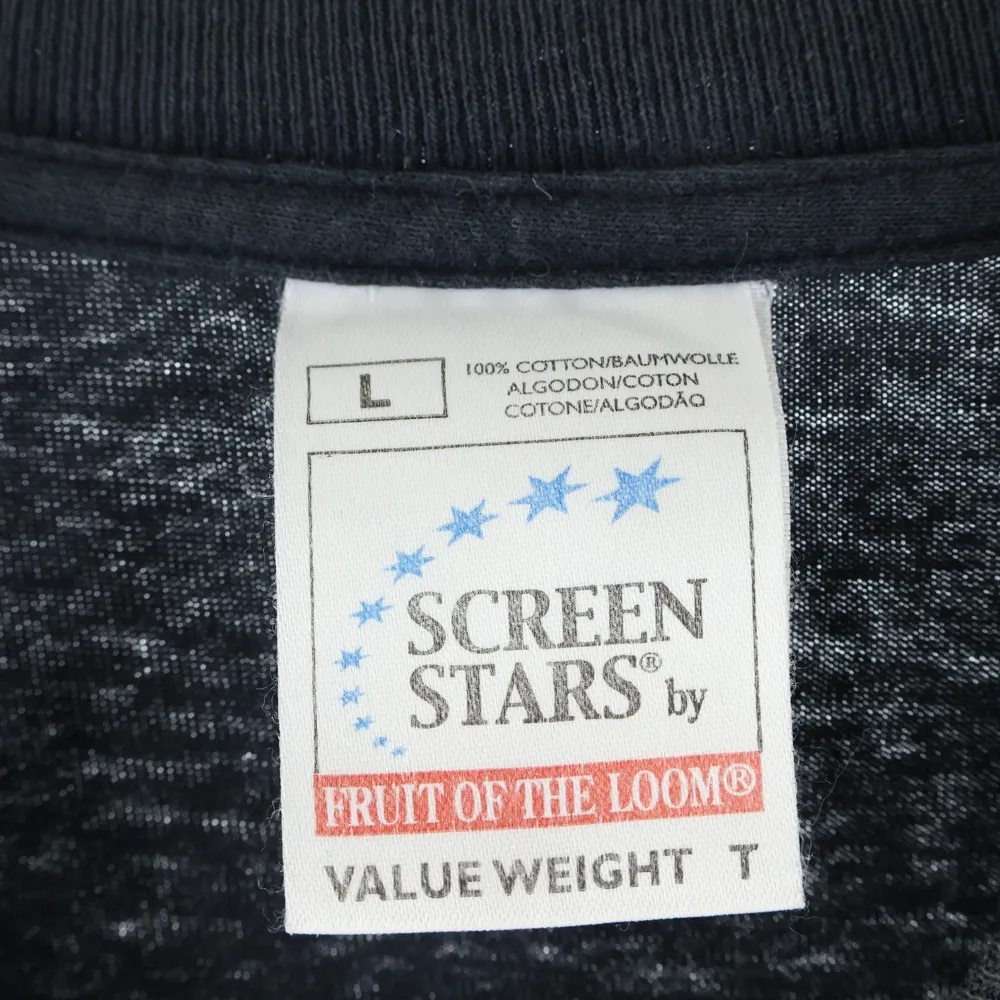 L
100% COTTON/BAUMWOLLE
ALGODON/COTON
COTONE/ALGODÃO
SCREEN
STARS® by
FRUIT OF THE LOOM®
VALUE WEIGHT T